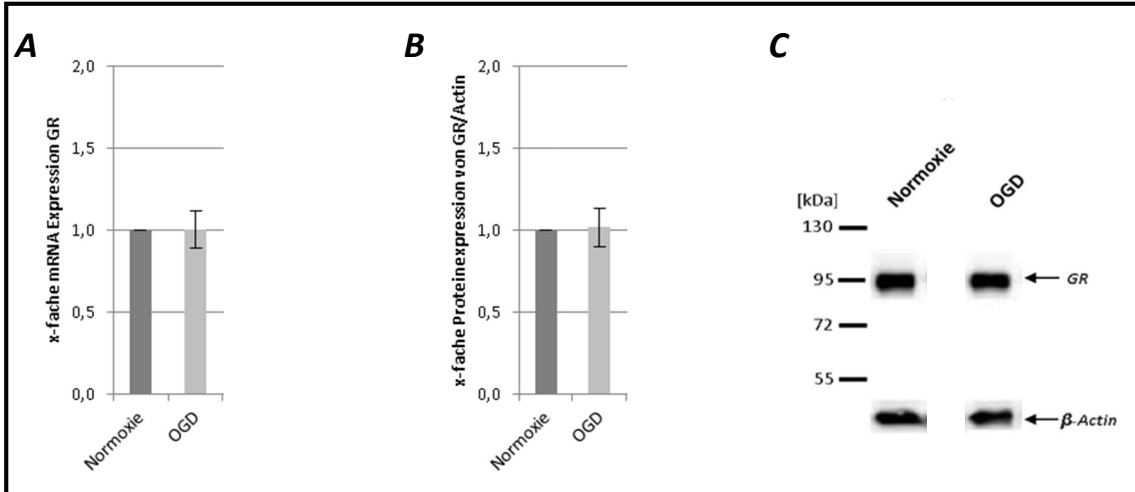 A
x-fache mRNA Expression GR
2,0
1,5
1,0
0,5
0,0
Normoxie
OGD
B
x-fache Proteinexpression von GR/Actin
2,0
1,5
1,0
0,5
0,0
Normoxie
OGD
C
Normoxie
OGD
[kDa]
130
95
GR
72
55
β-Actin